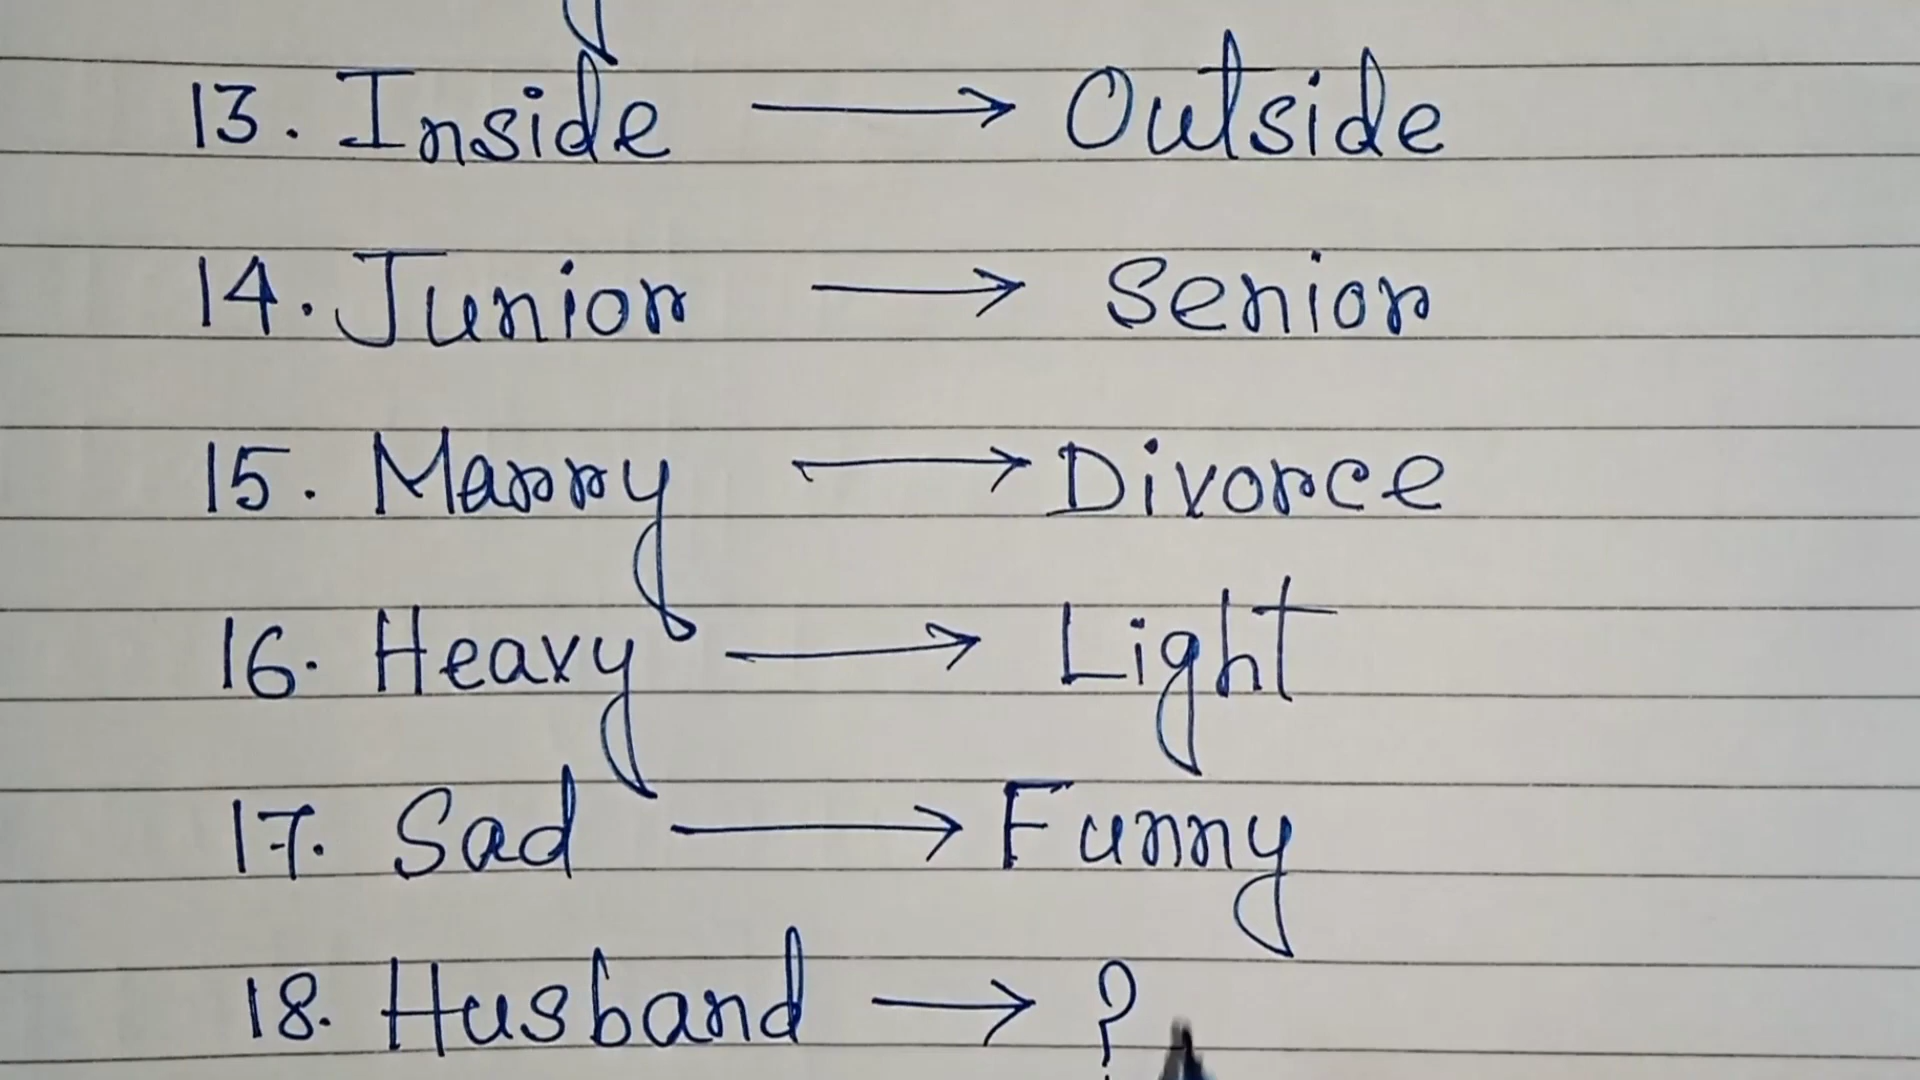 13. Inside → Outside
14. Junior → Senior
15. Marry → Divorce
16. Heavy → Light
17. Sad → Funny
18. Husband → ?